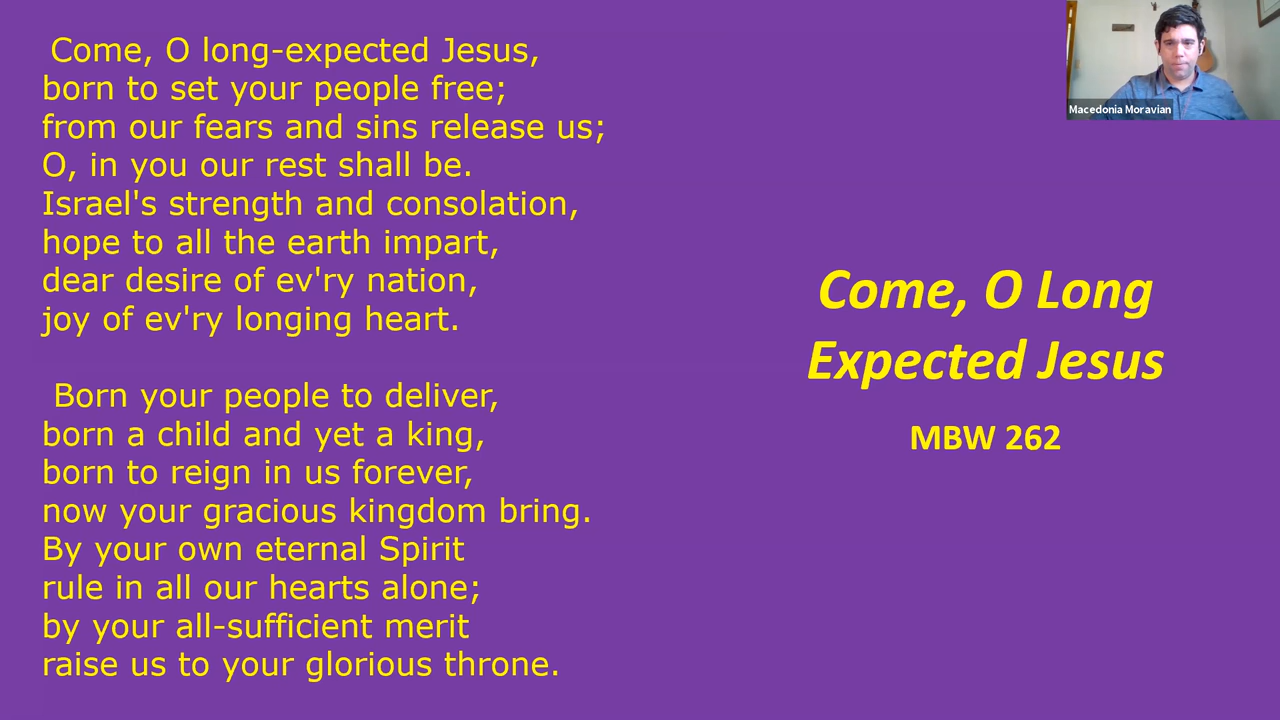 Come, O long-expected Jesus,
born to set your people free;
from our fears and sins release us;
O, in you our rest shall be.
Israel's strength and consolation,
hope to all the earth impart,
dear desire of ev'ry nation,
joy of ev'ry longing heart.
Born your people to deliver,
born a child and yet a king,
born to reign in us forever,
now your gracious kingdom bring.
By your own eternal Spirit
rule in all our hearts alone;
by your all-sufficient merit
raise us to your glorious throne.
Come, O Long
Expected Jesus
MBW 262
Macedonia Moravian